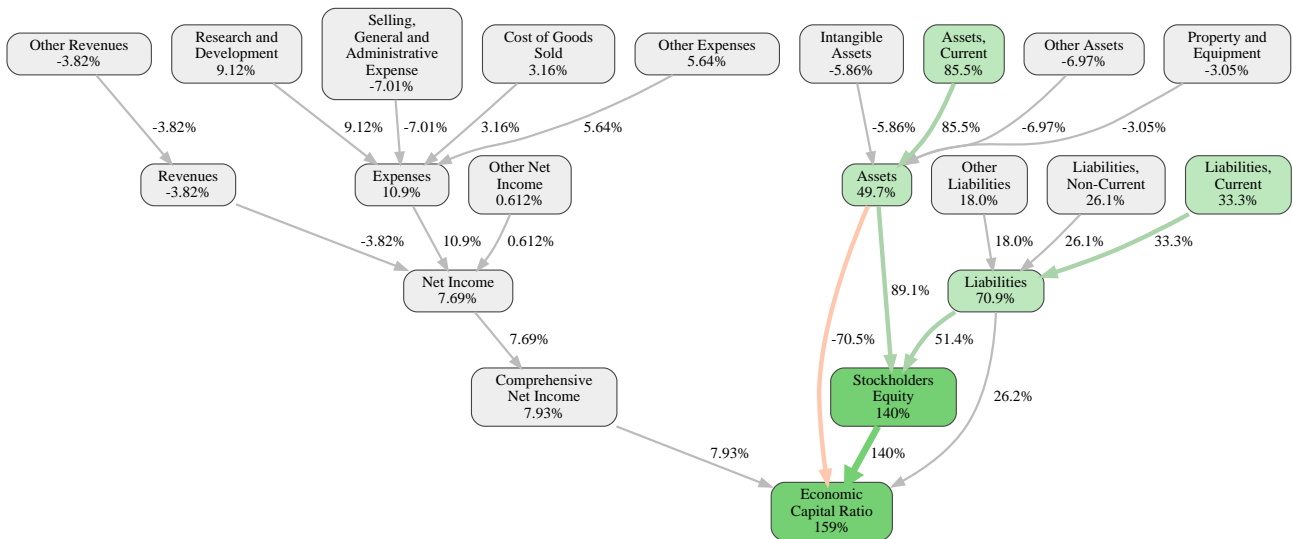 Other Revenues
-3.82%
Research and
Development
9.12%
Selling,
General and
Administrative
Expense
-7.01%
Cost of Goods
Sold
3.16%
Other Expenses
5.64%
Intangible
Assets
-5.86%
Assets,
Current
85.5%
Other Assets
-6.97%
Property and
Equipment
-3.05%
-3.82%
9.12%
-7.01%
3.16%
5.64%
-5.86%
85.5%
-6.97%
-3.05%
Revenues
-3.82%
Expenses
10.9%
Other Net
Income
0.612%
Assets
49.7%
Other
Liabilities
18.0%
Liabilities,
Non-Current
26.1%
Liabilities,
Current
33.3%
-3.82%
10.9%
0.612%
18.0%
26.1%
33.3%
Net Income
7.69%
89.1%
Liabilities
70.9%
7.69%
-70.5%
51.4%
Comprehensive
Net Income
7.93%
Stockholders
Equity
140%
26.2%
7.93%
140%
Economic
Capital Ratio
159%